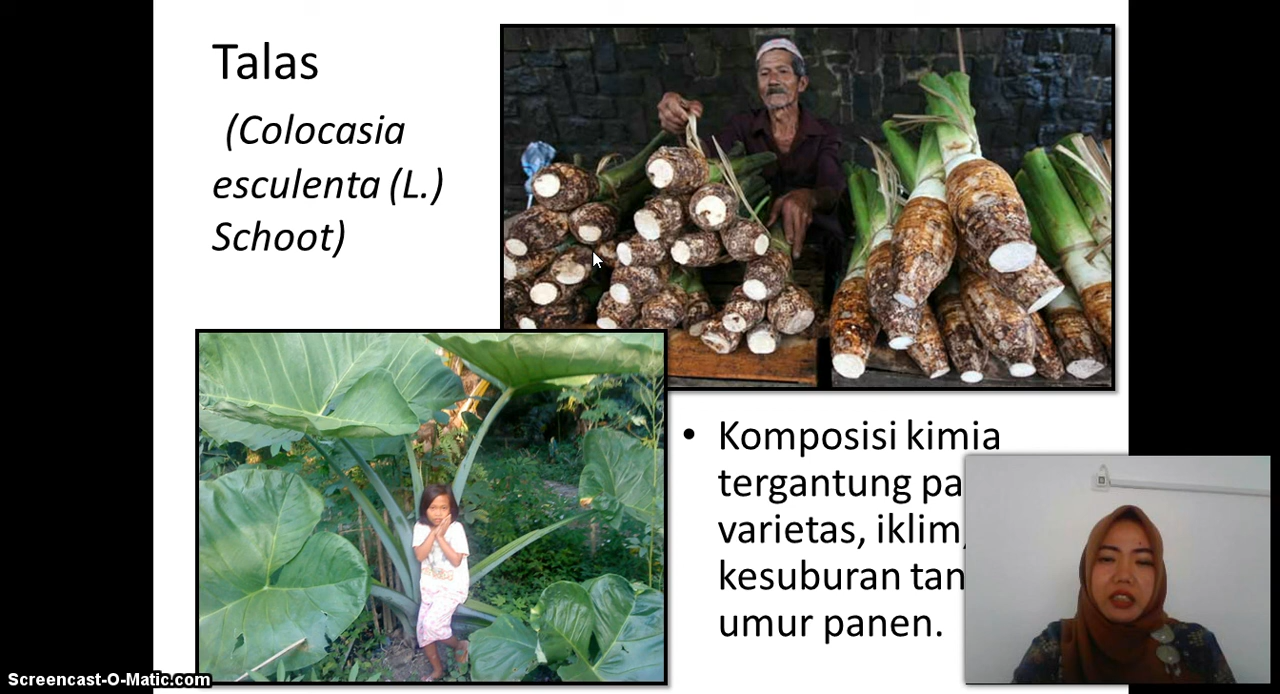 Talas
(Colocasia
esculenta (L.)
Schoot)
• Komposisi kimia
tergantung pa
varietas, iklim,
kesuburan tan
umur panen.
Screencast-O-Matic.com